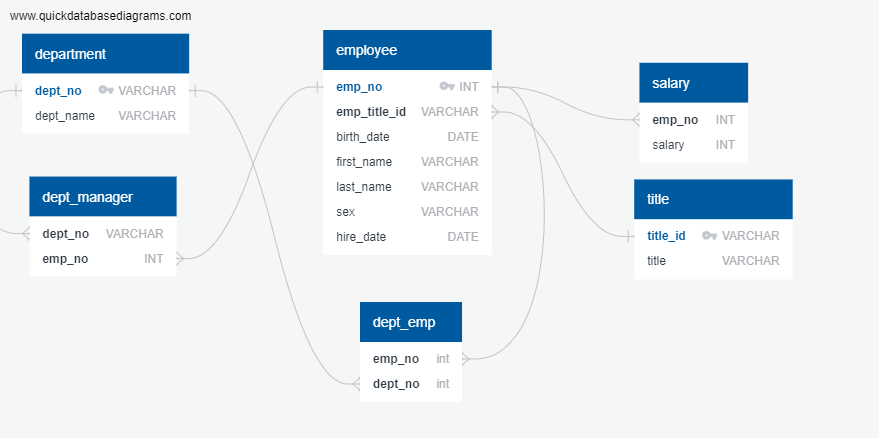 www.quickdatabasediagrams.com
department
dept_no VARCHAR
dept_name VARCHAR
dept_manager
dept_no VARCHAR
emp_no INT
employee
emp_no INT
emp_title_id VARCHAR
birth_date DATE
first_name VARCHAR
last_name VARCHAR
sex VARCHAR
hire_date DATE
dept_emp
emp_no int
dept_no int
salary
emp_no INT
salary INT
title
title_id VARCHAR
title VARCHAR